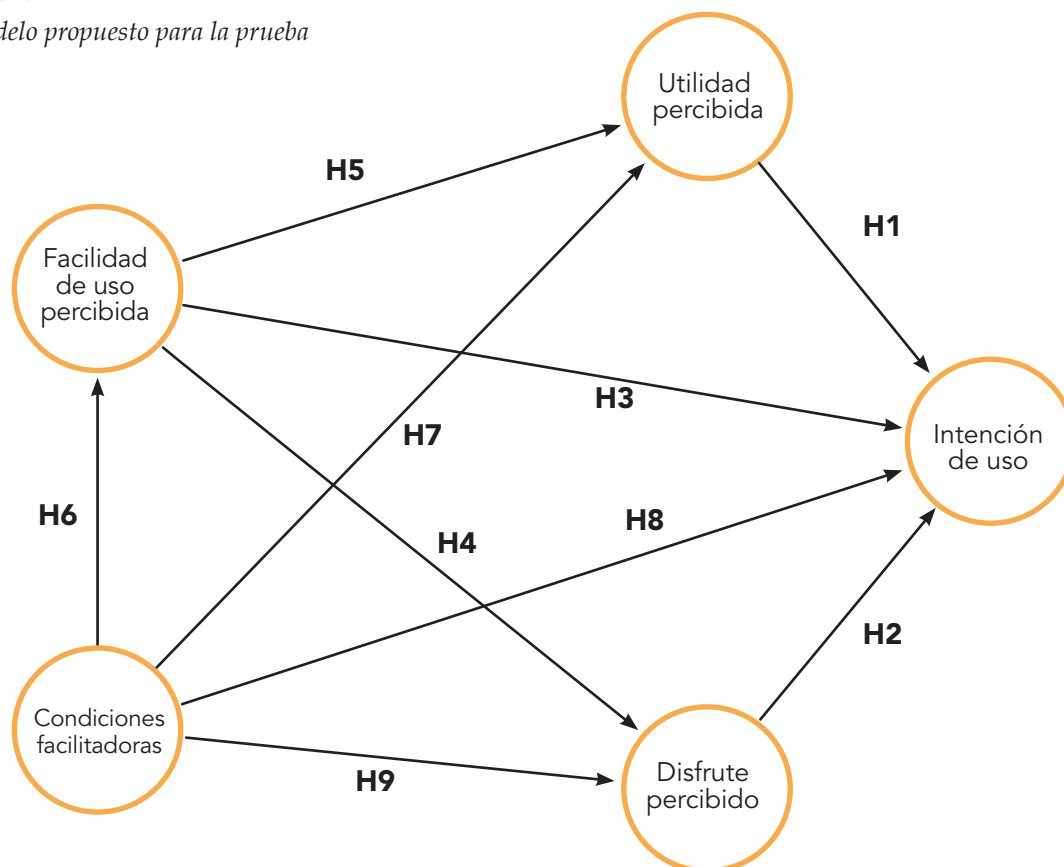 delo propuesto para la prueba
Utilidad
percibida
H5
H1
Facilidad
de uso
percibida
H3
H7
Intención
de uso
H6
H8
H4
H2
Condiciones
facilitadoras
H9
Disfrute
percibido